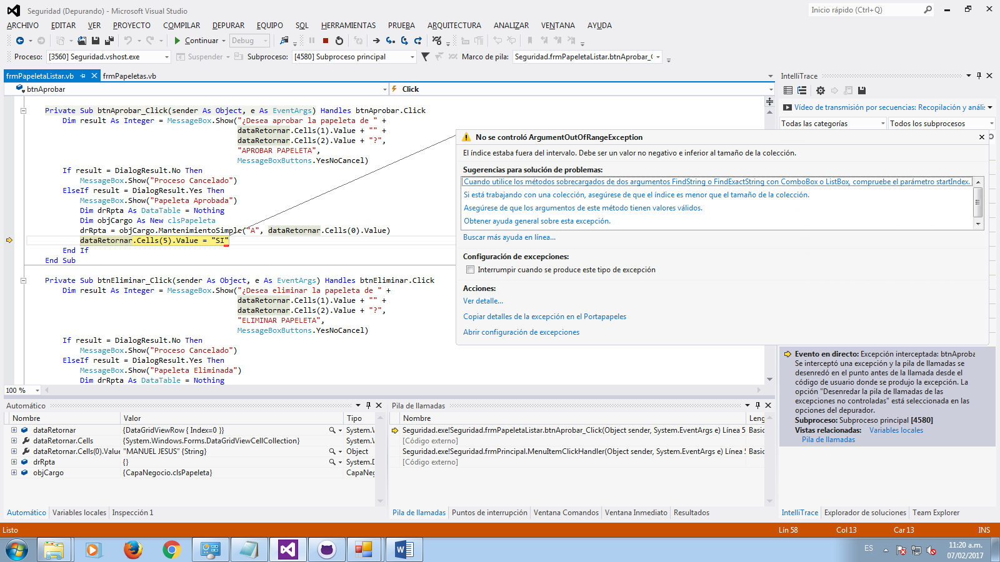 Seguridad (Depurando) - Microsoft Visual Studio
Inicio rápido (Ctrl+Q)
ARCHIVO EDITAR VER PROYECTO COMPILAR DEPURAR EQUIPO SQL HERRAMIENTAS PRUEBA ARQUITECTURA ANALIZAR VENTANA AYUDA
Continuar Debug
Proceso: [3560] Seguridad.vshost.exe Suspender Subproceso: [4580] Subproceso principal Marco de pila: Seguridad.frmPapeletaListar.btnAprobar_C
frmPapeletaListar.vb frmPapeletas.vb
btnAprobar Click
Private Sub btnAprobar_Click(sender As Object, e As EventArgs) Handles btnAprobar.Click
Dim result As Integer = MessageBox.Show("¿Desea aprobar la papeleta de " +
dataRetornar.Cells(1).Value + "" +
dataRetornar.Cells(2).Value + "?",
"APROBAR PAPELETA",
MessageBoxButtons.YesNoCancel)
If result = DialogResult.No Then
MessageBox.Show("Proceso Cancelado")
ElseIf result = DialogResult.Yes Then
MessageBox.Show("Papeleta Aprobada")
Dim drRpta As DataTable = Nothing
Dim objCargo As New clsPapeleta
drRpta = objCargo.MantenimientoSimple("A", dataRetornar.Cells(0).Value)
dataRetornar.Cells(5).Value = "SI"
End If
End Sub
Private Sub btnEliminar_Click(sender As Object, e As EventArgs) Handles btnEliminar.Click
Dim result As Integer = MessageBox.Show("¿Desea eliminar la papeleta de " +
dataRetornar.Cells(1).Value + "" +
dataRetornar.Cells(2).Value + "?",
"ELIMINAR PAPELETA",
MessageBoxButtons.YesNoCancel)
If result = DialogResult.No Then
MessageBox.Show("Proceso Cancelado")
ElseIf result = DialogResult.Yes Then
MessageBox.Show("Papeleta Eliminada")
Dim drRpta As DataTable = Nothing
100 %
No se controló ArgumentOutOfRangeException
El índice estaba fuera del intervalo. Debe ser un valor no negativo e inferior al tamaño de la colección.
Sugerencias para solución de problemas:
Cuando utilice los métodos sobrecargados de dos argumentos FindString o FindExactString con ComboBox o ListBox, compruebe el parámetro startIndex.
Si está trabajando con una colección, asegúrese de que el índice es menor que el tamaño de la colección.
Asegúrese de que los argumentos de este método tienen valores válidos.
Obtener ayuda general sobre esta excepción.
Buscar más ayuda en línea...
Configuración de excepciones:
Interrumpir cuando se produce este tipo de excepción
Acciones:
Ver detalle...
Copiar detalles de la excepción en el Portapapeles
Abrir configuración de excepciones
IntelliTrace
Vídeo de transmisión por secuencias: Recopilación y anális
Todas las categorías Todos los subprocesos
Evento en directo: Excepción interceptada: btnAproba
Se interceptó una excepción y la pila de llamadas se
desenredó en el punto antes de la llamada desde el
código de usuario donde se produjo la excepción. La
opción "Desenredar la pila de llamadas de las
excepciones no controladas" está seleccionada en las
opciones del depurador.
Subproceso: Subproceso principal [4580]
Vistas relacionadas: Variables locales
Pila de llamadas
Automático
Nombre Valor Tipo
dataRetornar {DataGridViewRow { Index=0 }} System.W
dataRetornar.Cells {System.Windows.Forms.DataGridViewCellCollection} System.W
dataRetornar.Cells(0).Value "MANUEL JESUS" {String} Object
drRpta {} System.D
objCargo {CapaNegocio.clsPapeleta} CapaNeg
Automático Variables locales Inspección 1
Pila de llamadas
Nombre Leng
Seguridad.exe!Seguridad.frmPapeletaListar.btnAprobar_Click(Object sender, System.EventArgs e) Línea 5 Basic
[Código externo]
Seguridad.exe!Seguridad.frmPrincipal.MenuItemClickHandler(Object sender, System.EventArgs e) Línea 5 Basic
[Código externo]
Pila de llamadas Puntos de interrupción Ventana Comandos Ventana Inmediato Resultados
IntelliTrace Explorador de soluciones Team Explorer
Listo Lín 58 Col 13 Car 13 INS
ES 11:20 a.m.
07/02/2017